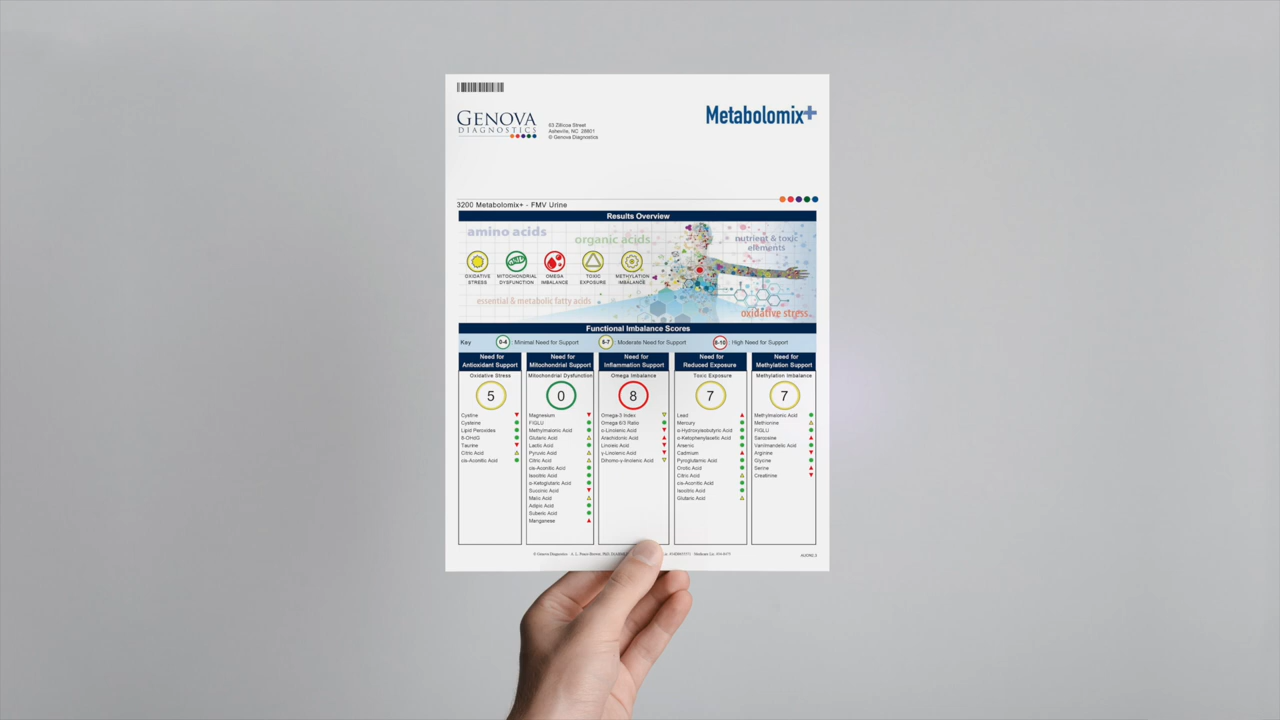 GENOVA
DIAGNOSTICS
63 Zillicoa Street
Asheville, NC 28801
© Genova Diagnostics
Metabolomix+
3200 Metabolomix+ - FMV Urine
Results Overview
amino acids
organic acids
nutrient & toxic
elements
OXIDATIVE
STRESS
MITOCHONDRIAL
DYSFUNCTION
OMEGA
IMBALANCE
TOXIC
EXPOSURE
METHYLATION
IMBALANCE
essential & metabolic fatty acids
oxidative stress
Functional Imbalance Scores
Key
0-4 : Minimal Need for Support
5-7 : Moderate Need for Support
8-10 : High Need for Support
Need for
Antioxidant Support
Oxidative Stress
5
Cystine
Cysteine
Lipid Peroxides
8-OHdG
Taurine
Citric Acid
cis-Aconitic Acid
Need for
Mitochondrial Support
Mitochondrial Dysfunction
0
Magnesium
FIGLU
Methylmalonic Acid
Glutaric Acid
Lactic Acid
Pyruvic Acid
Citric Acid
cis-Aconitic Acid
Isocitric Acid
α-Ketoglutaric Acid
Succinic Acid
Malic Acid
Adipic Acid
Suberic Acid
Manganese
Need for
Inflammation Support
Omega Imbalance
8
Omega-3 Index
Omega 6/3 Ratio
α-Linolenic Acid
Arachidonic Acid
Linoleic Acid
γ-Linolenic Acid
Dihomo-γ-linolenic Acid
Need for
Reduced Exposure
Toxic Exposure
7
Lead
Mercury
α-Hydroxyisobutyric Acid
α-Ketophenylacetic Acid
Arsenic
Cadmium
Pyroglutamic Acid
Orotic Acid
Citric Acid
cis-Aconitic Acid
Isocitric Acid
Glutaric Acid
Need for
Methylation Support
Methylation Imbalance
7
Methylmalonic Acid
Methionine
FIGLU
Sarcosine
Vanilmandelic Acid
Arginine
Glycine
Serine
Creatinine
© Genova Diagnostics